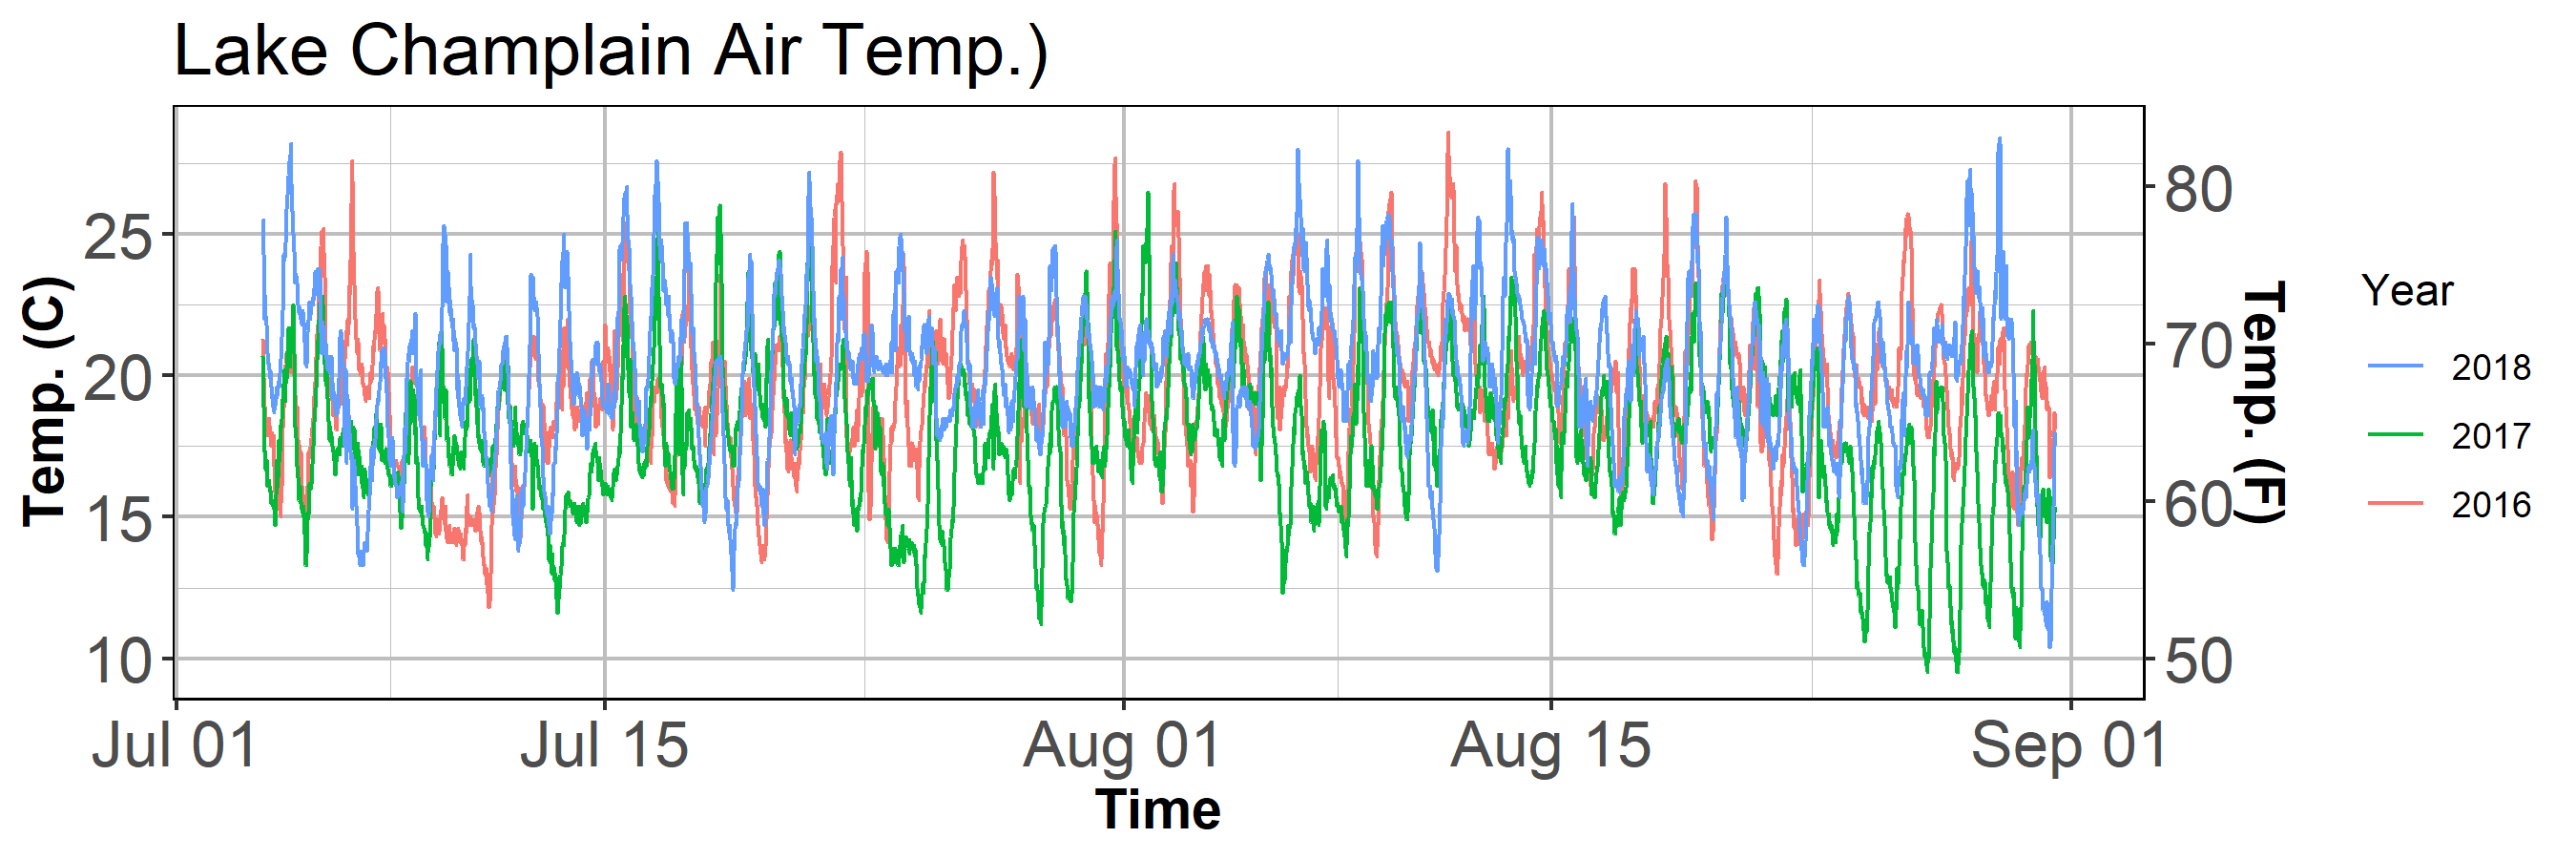 Lake Champlain Air Temp.)
Temp. (C)
25
20
15
10
80
70
60
50
Temp. (F)
Jul 01
Jul 15
Aug 01
Aug 15
Sep 01
Time
Year
2018
2017
2016